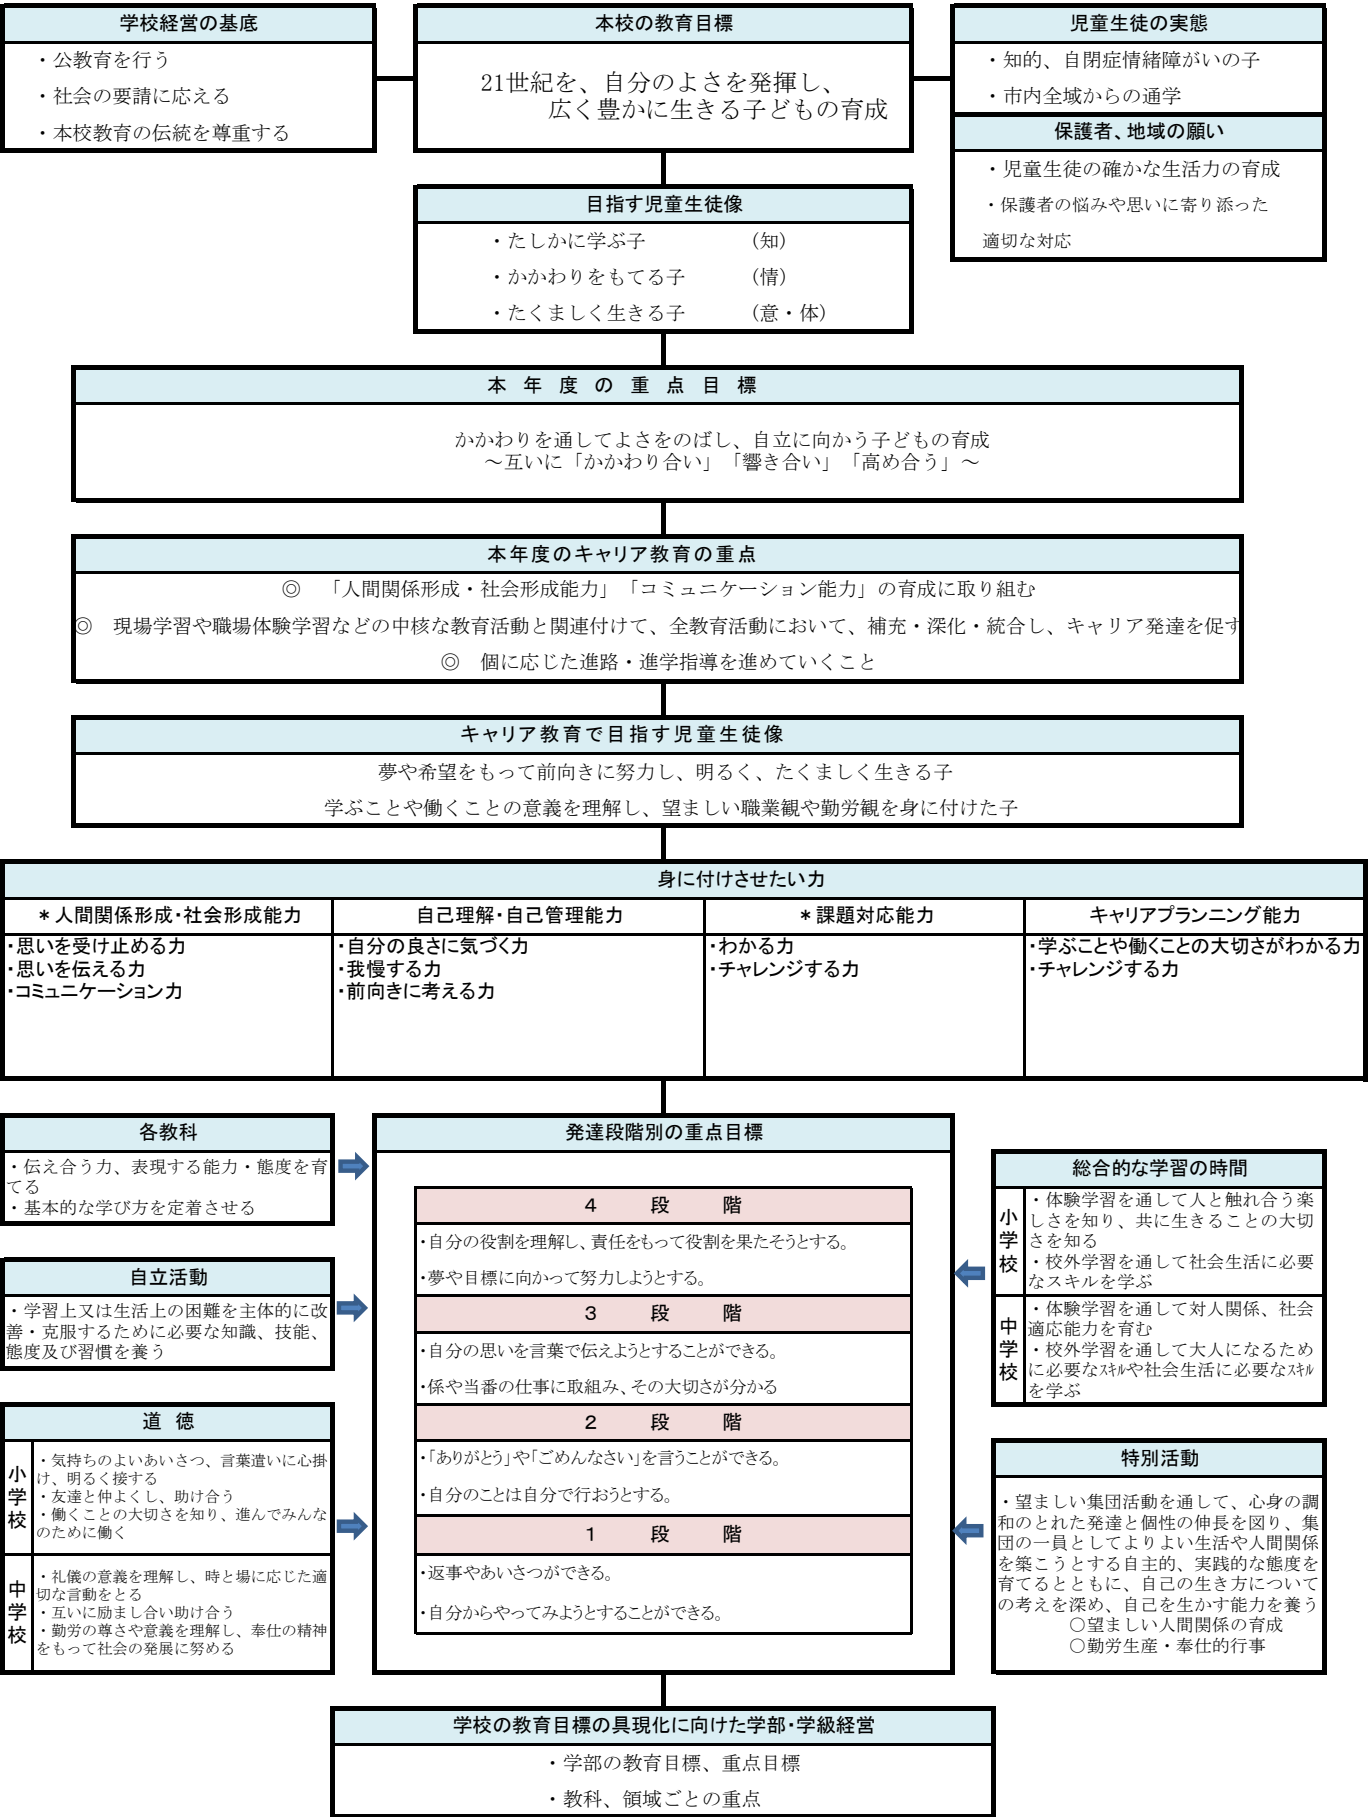 学校経営の基底
・公教育を行う
・社会の要請に応える
・本校教育の伝統を尊重する
本校の教育目標
21世紀を、自分のよさを発揮し、
広く豊かに生きる子どもの育成
児童生徒の実態
・知的、自閉症情緒障がいの子
・市内全域からの通学
保護者、地域の願い
・児童生徒の確かな生活力の育成
・保護者の悩みや思いに寄り添った
適切な対応
目指す児童生徒像
・たしかに学ぶ子 （知）
・かかわりをもてる子 （情）
・たくましく生きる子 （意・体）
本 年 度 の 重 点 目 標
かかわりを通してよさをのばし、自立に向かう子どもの育成
～互いに「かかわり合い」「響き合い」「高め合う」～
本年度のキャリア教育の重点
◎ 「人間関係形成・社会形成能力」「コミュニケーション能力」の育成に取り組む
◎ 現場学習や職場体験学習などの中核な教育活動と関連付けて、全教育活動において、補充・深化・統合し、キャリア発達を促す
◎ 個に応じた進路・進学指導を進めていくこと
キャリア教育で目指す児童生徒像
夢や希望をもって前向きに努力し、明るく、たくましく生きる子
学ぶことや働くことの意義を理解し、望ましい職業観や勤労観を身に付けた子
身に付けさせたい力
＊人間関係形成・社会形成能力
・思いを受け止める力
・思いを伝える力
・コミュニケーション力
自己理解・自己管理能力
・自分の良さに気づく力
・我慢する力
・前向きに考える力
＊課題対応能力
・わかる力
・チャレンジする力
キャリアプランニング能力
・学ぶことや働くことの大切さがわかる力
・チャレンジする力
各教科
・伝え合う力、表現する能力・態度を育
てる
・基本的な学び方を定着させる
自立活動
・学習上又は生活上の困難を主体的に改
善・克服するために必要な知識、技能、
態度及び習慣を養う
道 徳
小学校
・気持ちのよいあいさつ、言葉遣いに心掛
け、明るく接する
・友達と仲よくし、助け合う
・働くことの大切さを知り、進んでみんな
のために働く
中学校
・礼儀の意義を理解し、時と場に応じた適
切な言動をとる
・互いに励まし合い助け合う
・勤労の尊さや意義を理解し、奉仕の精神
をもって社会の発展に努める
発達段階別の重点目標
４ 段 階
・自分の役割を理解し、責任をもって役割を果たそうとする。
・夢や目標に向かって努力しようとする。
３ 段 階
・自分の思いを言葉で伝えようとすることができる。
・係や当番の仕事に取組み、その大切さが分かる
２ 段 階
・「ありがとう」や「ごめんなさい」を言うことができる。
・自分のことは自分で行おうとする。
１ 段 階
・返事やあいさつができる。
・自分からやってみようとすることができる。
総合的な学習の時間
小学校
・体験学習を通して人と触れ合う楽
しさを知り、共に生きることの大切
さを知る
・校外学習を通して社会生活に必要
なスキルを学ぶ
中学校
・体験学習を通して対人関係、社会
適応能力を育む
・校外学習を通して大人になるため
に必要なｽｷﾙや社会生活に必要なｽｷﾙ
を学ぶ
特別活動
・望ましい集団活動を通して、心身の調
和のとれた発達と個性の伸長を図り、集
団の一員としてよりよい生活や人間関係
を築こうとする自主的、実践的な態度を
育てるとともに、自己の生き方について
の考えを深め、自己を生かす能力を養う
○望ましい人間関係の育成
○勤労生産・奉仕的行事
学校の教育目標の具現化に向けた学部・学級経営
・学部の教育目標、重点目標
・教科、領域ごとの重点